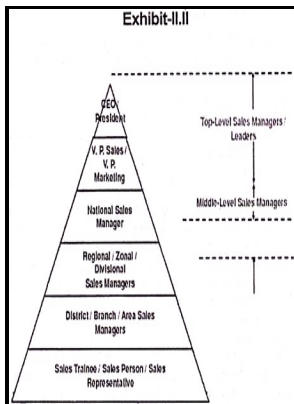 Exhibit-II.II
CEO /
President
V. P. Sales /
V. P.
Marketing
National Sales
Manager
Regional / Zonal /
Divisional
Sales Managers
District / Branch / Area Sales
Managers
Sales Trainee / Sales Person / Sales
Representative
Top-Level Sales Managers /
Leaders
Middle-Level Sales Managers